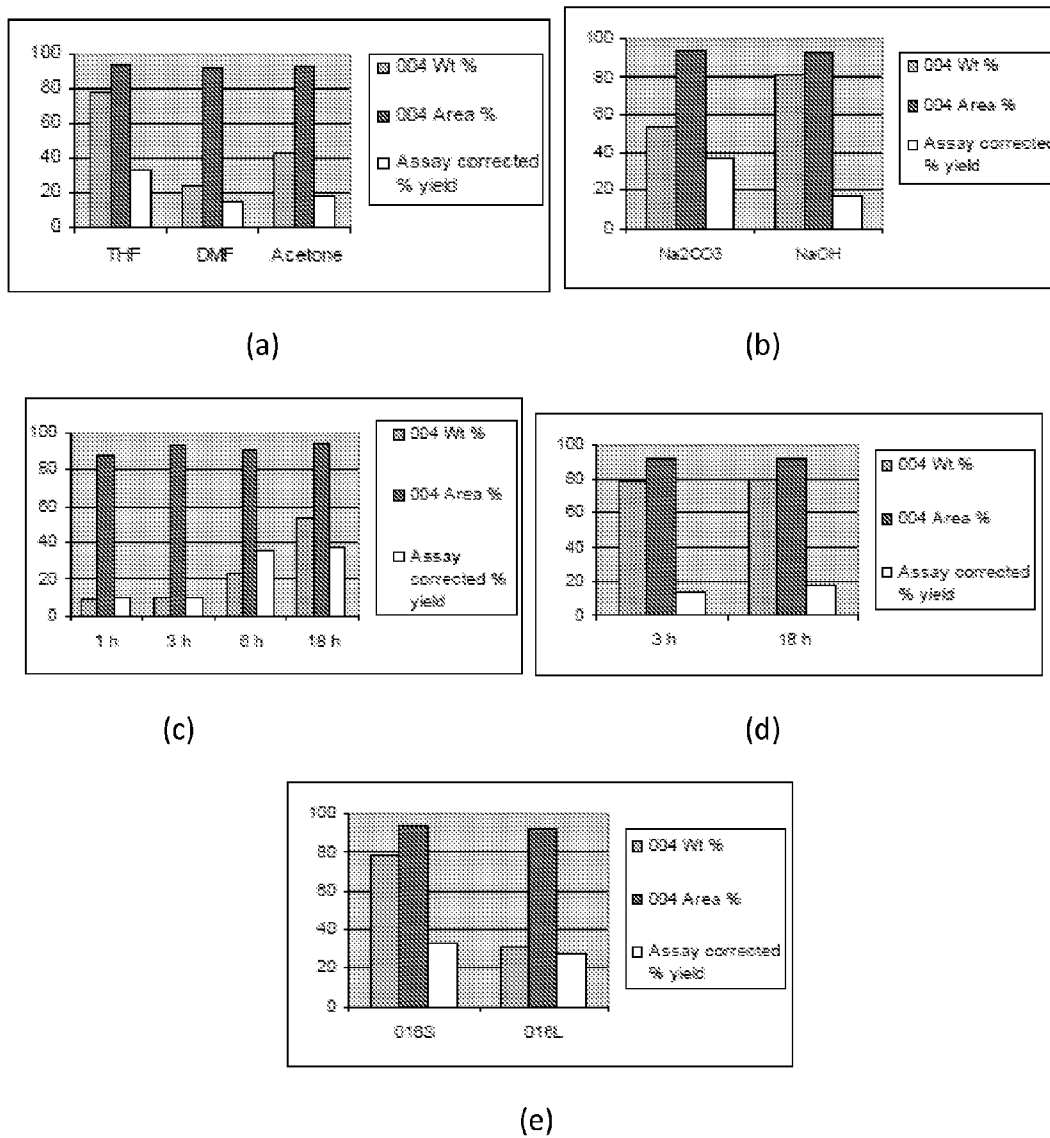 100
80
60
40
20
0
THF DMF Acetone
004 Wt %
004 Area %
Assay corrected
% yield
(a)
100
80
60
40
20
0
Na2CO3 NaOH
004 Wt %
004 Area %
Assay corrected
% yield
(b)
100
80
60
40
20
0
1 h 3 h 6 h 18 h
004 Wt %
004 Area %
Assay
corrected %
yield
(c)
100
80
60
40
20
0
3 h 18 h
004 Wt %
004 Area %
Assay corrected
% yield
(d)
100
80
60
40
20
0
016S 016L
004 Wt %
004 Area %
Assay corrected
% yield
(e)